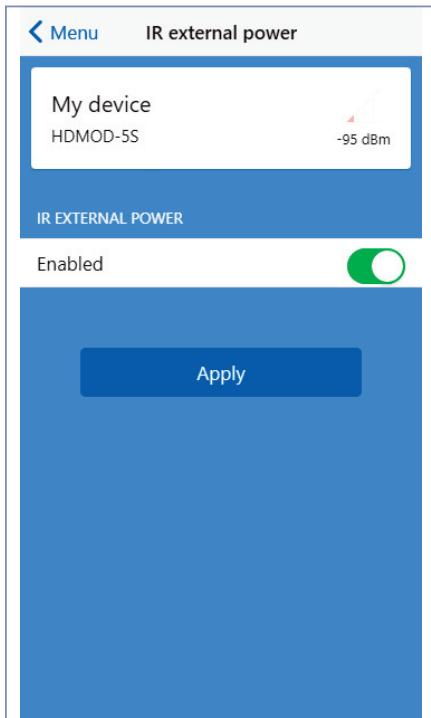 Menu IR external power
My device
HDMOD-5S
-95 dBm
IR EXTERNAL POWER
Enabled
Apply